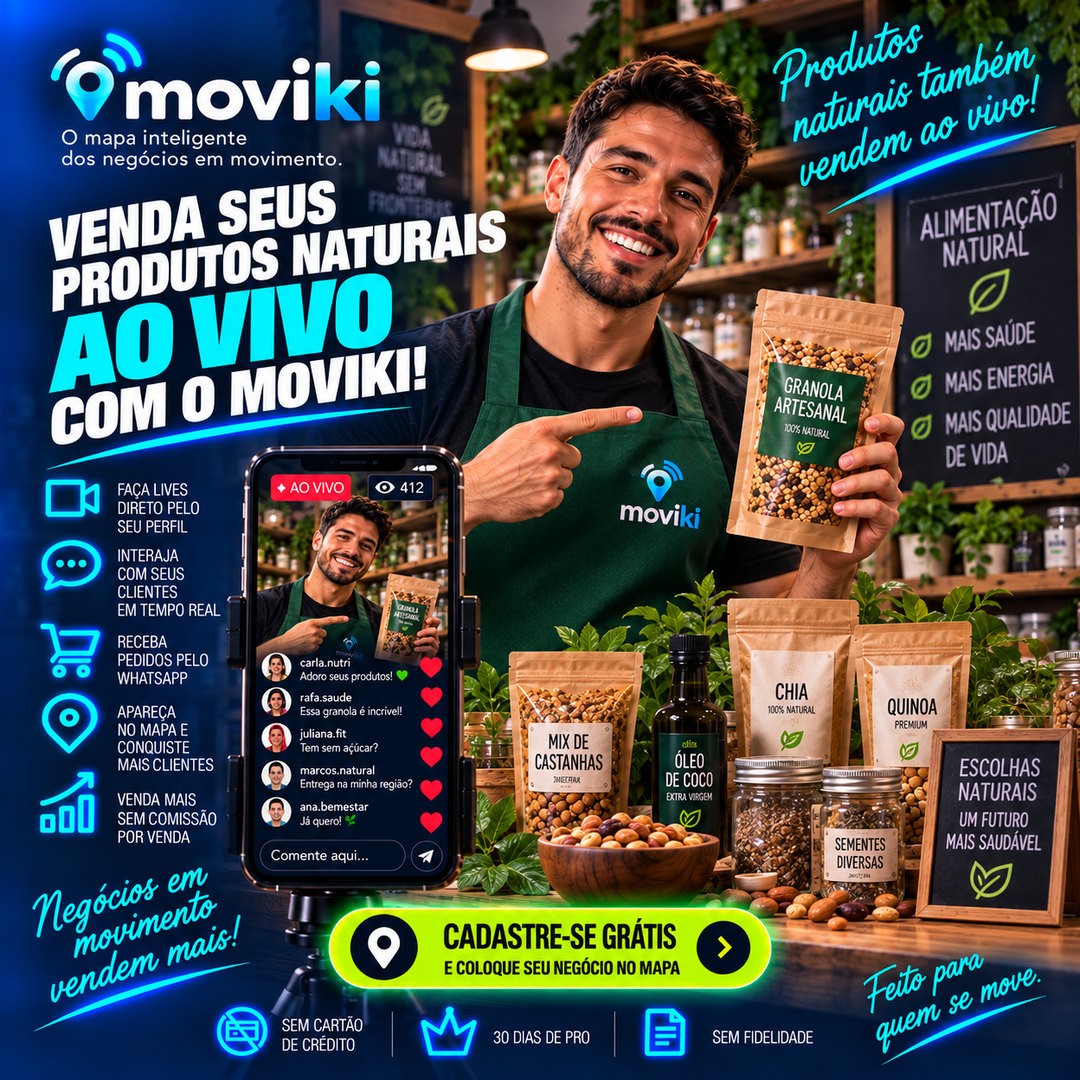 moviki
O mapa inteligente
dos negócios em movimento.
VENDA SEUS
PRODUTOS NATURAIS
AO VIVO
COM O MOVIKI!
Produtos
naturais também
vendem ao vivo!
VIDA
NATURAL
SEM
FRONTEIRAS
ALIMENTAÇÃO
NATURAL
MAIS SAÚDE
MAIS ENERGIA
MAIS QUALIDADE
DE VIDA
GRANOLA
ARTESANAL
100% NATURAL
moviki
FAÇA LIVES
DIRETO PELO
SEU PERFIL
INTERAJA
COM SEUS
CLIENTES
EM TEMPO REAL
RECEBA
PEDIDOS PELO
WHATSAPP
APAREÇA
NO MAPA E
CONQUISTE
MAIS CLIENTES
VENDA MAIS
SEM COMISSÃO
POR VENDA
AO VIVO
412
GRANOLA
ARTESANAL
moviki
carla.nutri
Adoro seus produtos!
rafa.saude
Essa granola é incrível!
juliana.fit
Tem sem açúcar?
marcos.natural
Entrega na minha região?
ana.bemestar
Já quero!
Comente aqui...
MIX DE
CASTANHAS
ÓLEO
DE COCO
EXTRA VIRGEM
CHIA
100% NATURAL
QUINOA
PREMIUM
SEMENTES
DIVERSAS
ESCOLHAS
NATURAIS
UM FUTURO
MAIS SAUDÁVEL
Negócios em
movimento
vendem mais!
CADASTRE-SE GRÁTIS
E COLOQUE SEU NEGÓCIO NO MAPA
Feito para
quem se move.
SEM CARTÃO
DE CRÉDITO
30 DIAS DE PRO
SEM FIDELIDADE